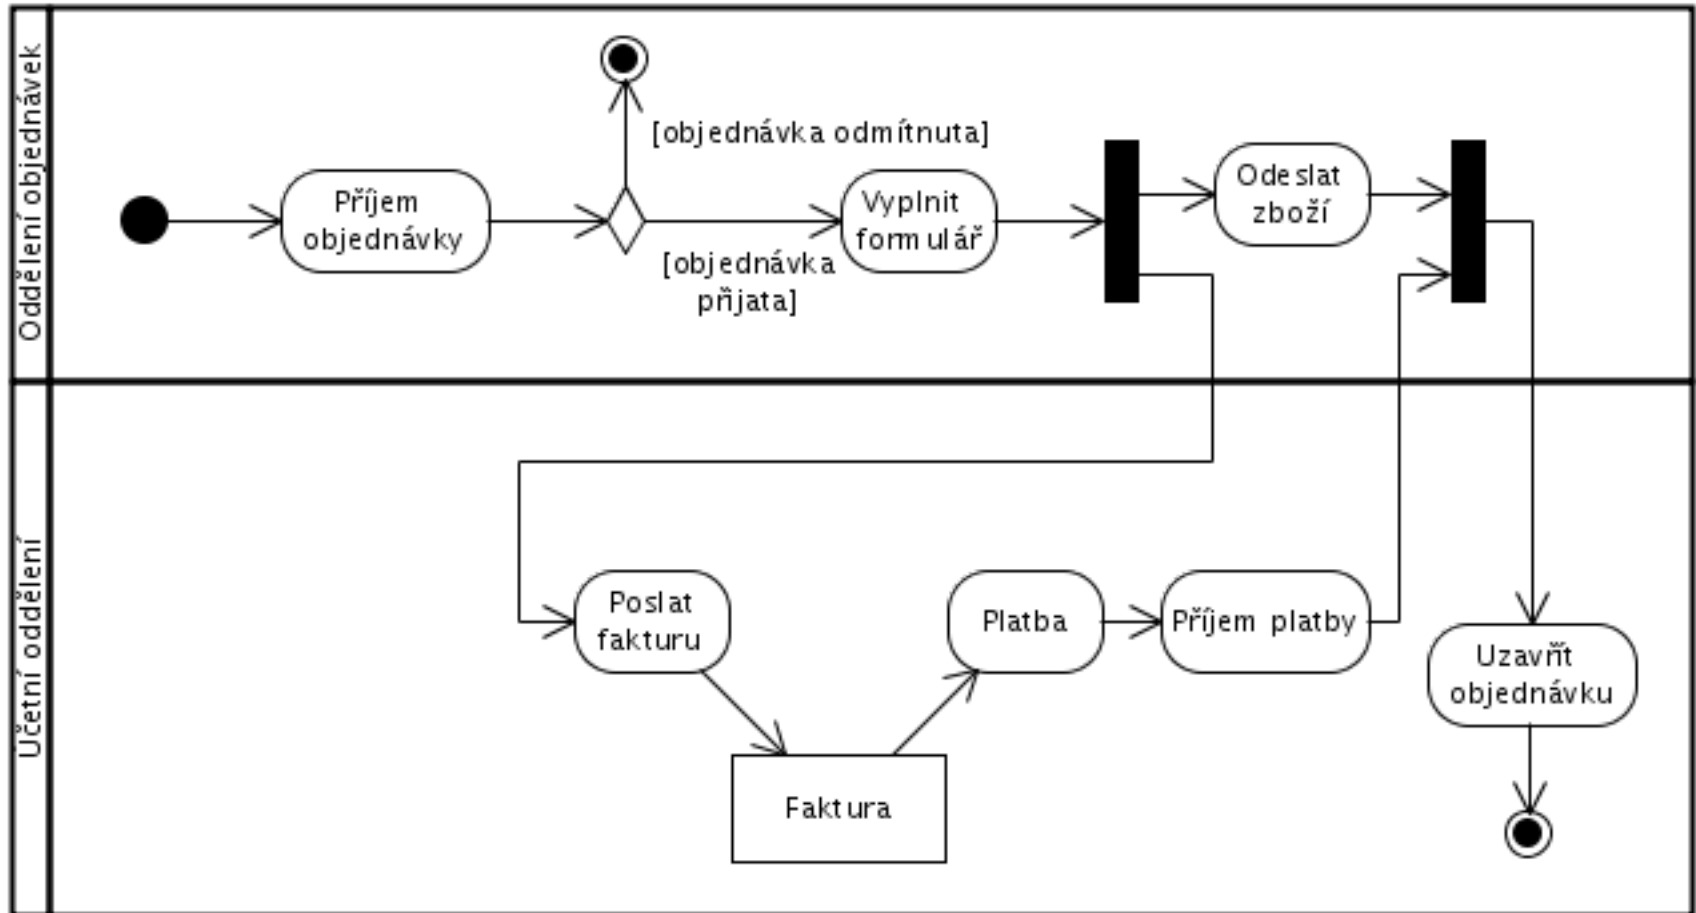 Oddělení objednávek
[objednávka odmítnuta]
Příjem
objednávky
Vyplnit
formulář
[objednávka
přijata]
Odeslat
zboží
Účetní oddělení
Poslat
fakturu
Platba
Příjem platby
Uzavřít
objednávku
Faktura